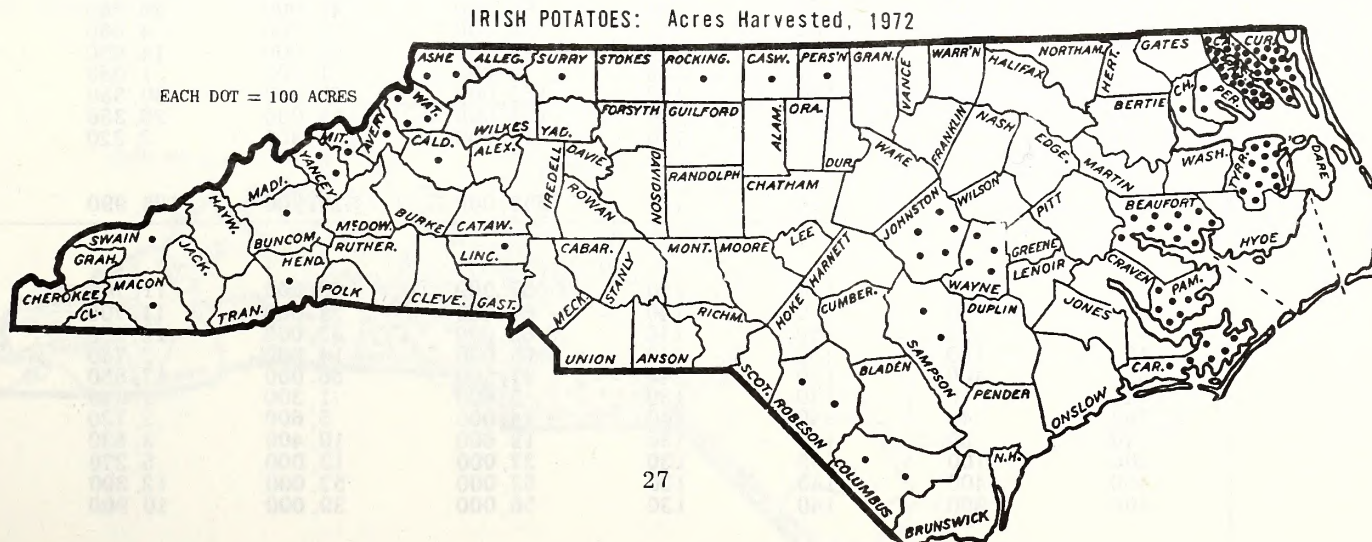 IRISH POTATOES: Acres Harvested, 1972
EACH DOT = 100 ACRES
ASHE
ALLEG.
SURRY
STOKES
ROCKING.
CASW.
PERS'N
GRAN.
VANCE
WARR'N
NORTHAM.
HALIFAX
HERT.
GATES
CUR.
WAT.
WILKES
YAD.
FORSYTH
GUILFORD
ALAM.
ORA.
DUR.
FRANKLIN
NASH
BERTIE
CH.
PER.
MIT.
AVERY
CALD.
ALEX.
IREDELL
DAVIE
DAVIDSON
RANDOLPH
CHATHAM
WAKE
EDGE.
MARTIN
WASH.
TYRR.
DARE
MADI.
YANCEY
BURKE
CATAW.
ROWAN
JOHNSTON
WILSON
PITT
BEAUFORT
HYDE
SWAIN
HAYW.
BUNCOM.
McDOW.
RUTHER.
LINC.
CABAR.
STANLY
MONT.
MOORE
LEE
HARNETT
WAYNE
GREENE
LENOIR
CRAVEN
PAM.
GRAH.
JACK.
HEND.
CHEROKEE
MACON
CL.
TRAN.
POLK
CLEVE.
GAST.
MECK.
RICHM.
HOKE
CUMBER.
SAMPSON
DUPLIN
JONES
CAR.
UNION
ANSON
SCOT.
ROBESON
BLADEN
PENDER
ONSLOW
COLUMBUS
N.H.
BRUNSWICK
27